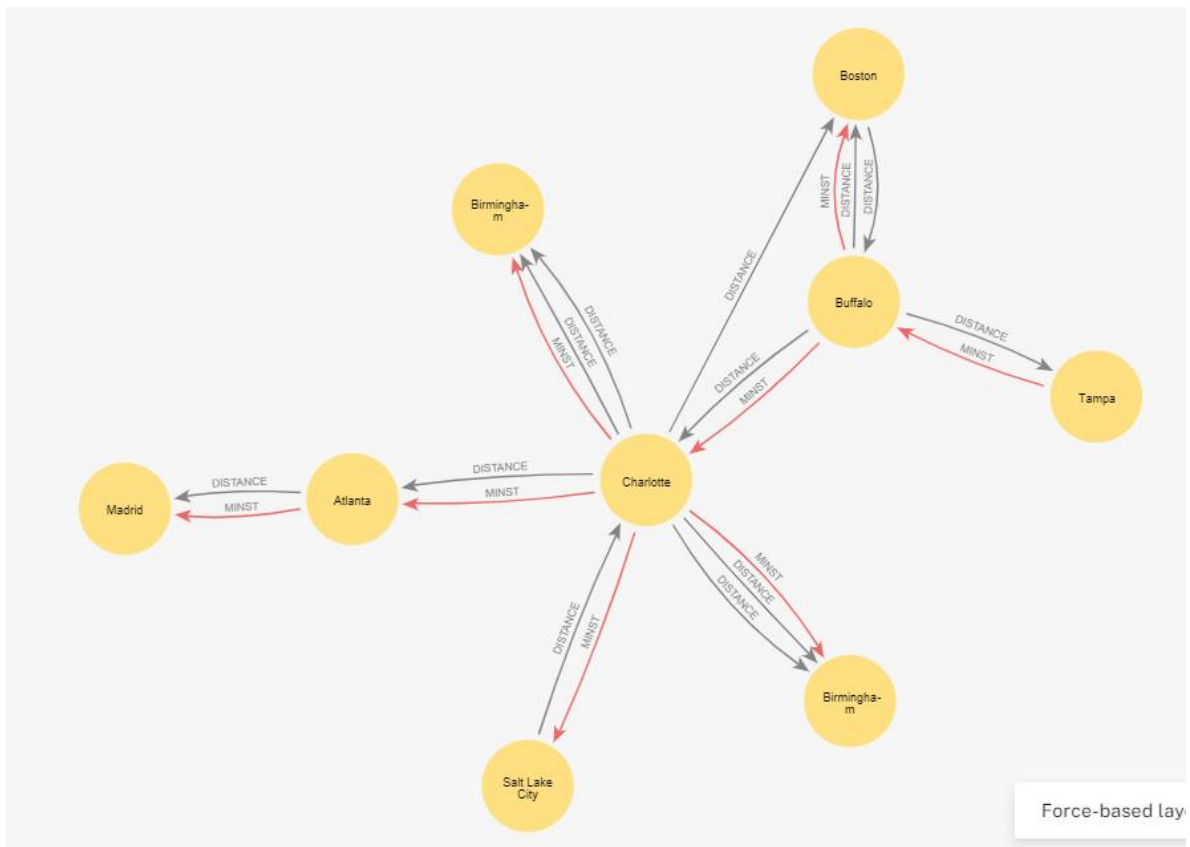 Boston
Birmingha-
m
MINST
DISTANCE
DISTANCE
DISTANCE
Buffalo
DISTANCE
MINST
Tampa
DISTANCE
DISTANCE
MINST
DISTANCE
MINST
Charlotte
DISTANCE
MINST
Atlanta
DISTANCE
MINST
Madrid
MINST
DISTANCE
DISTANCE
DISTANCE
MINST
Birmingha-
m
Salt Lake
City
Force-based lay